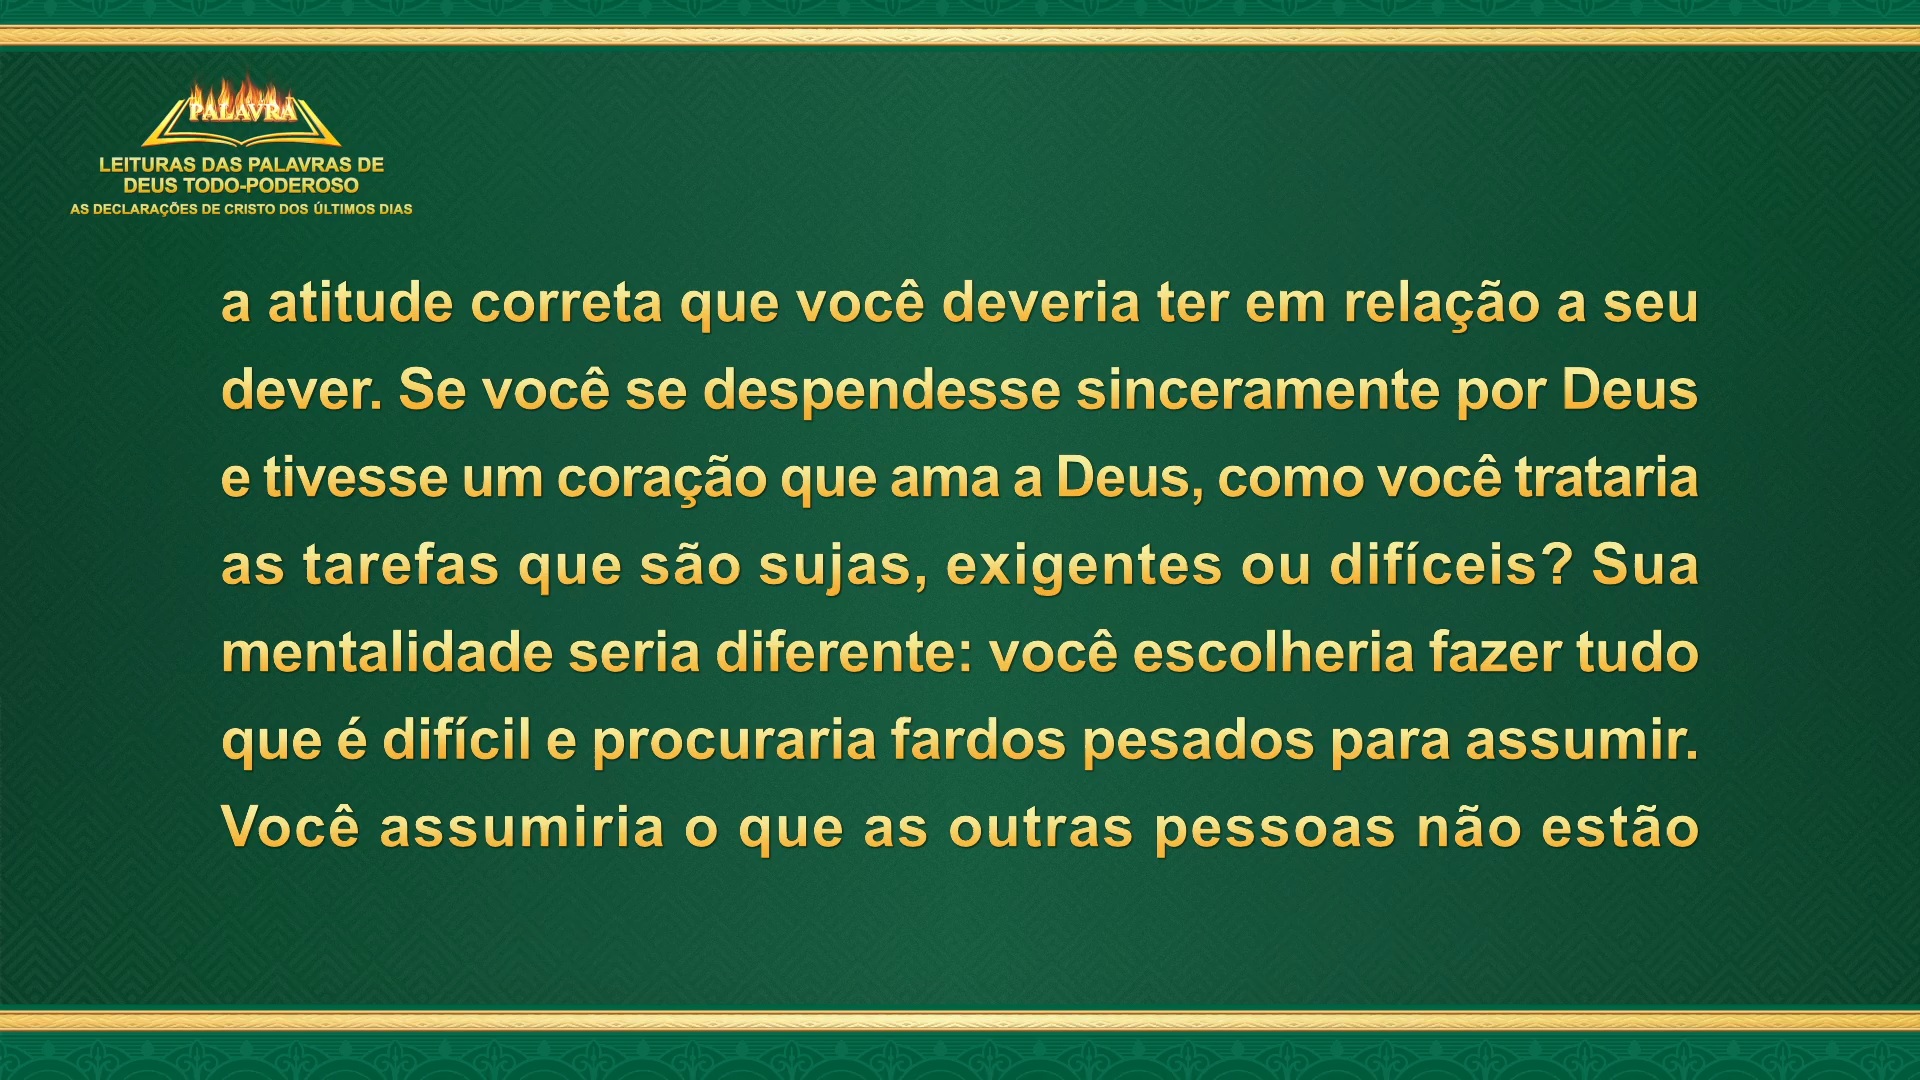 PALAVRA
LEITURAS DAS PALAVRAS DE
DEUS TODO-PODEROSO
AS DECLARAÇÕES DE CRISTO DOS ÚLTIMOS DIAS
a atitude correta que você deveria ter em relação a seu
dever. Se você se despendesse sinceramente por Deus
e tivesse um coração que ama a Deus, como você trataria
as tarefas que são sujas, exigentes ou difíceis? Sua
mentalidade seria diferente: você escolheria fazer tudo
que é difícil e procuraria fardos pesados para assumir.
Você assumiria o que as outras pessoas não estão